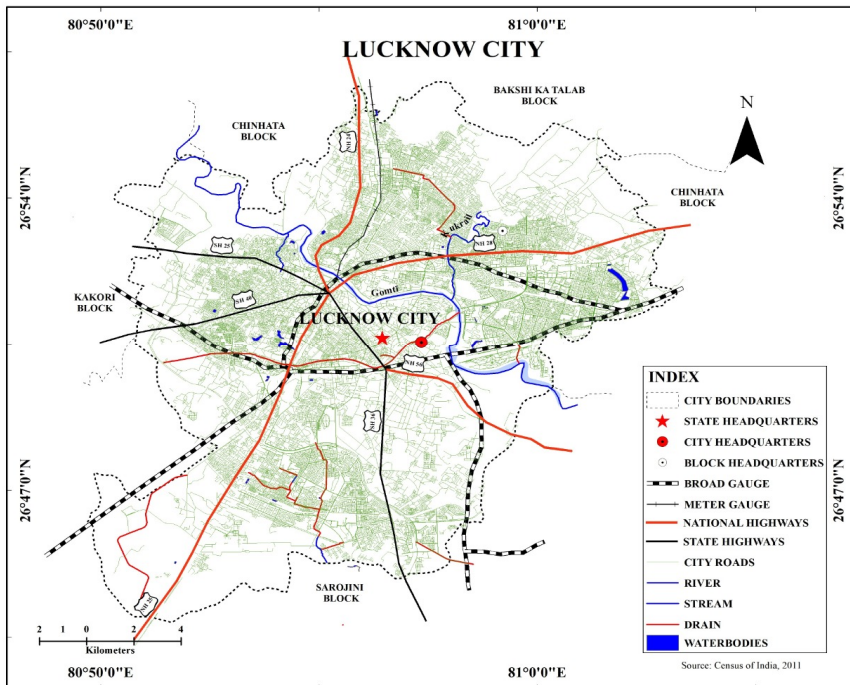 80°50'0"E
81°0'0"E
LUCKNOW CITY
BAKSHI KA TALAB
BLOCK
N
CHINHATA
BLOCK
NH 24
26°54'0"N
26°54'0"N
CHINHATA
BLOCK
Kukrail
NH 28
NH 25
Gomti
KAKORI
BLOCK
LUCKNOW CITY
NH 56
INDEX
CITY BOUNDARIES
STATE HEADQUARTERS
CITY HEADQUARTERS
BLOCK HEADQUARTERS
BROAD GAUGE
METER GAUGE
NATIONAL HIGHWAYS
STATE HIGHWAYS
CITY ROADS
RIVER
STREAM
DRAIN
WATERBODIES
26°47'0"N
26°47'0"N
SAROJINI
BLOCK
2 1 0 2 4
Kilometers
Source: Census of India, 2011
80°50'0"E
81°0'0"E